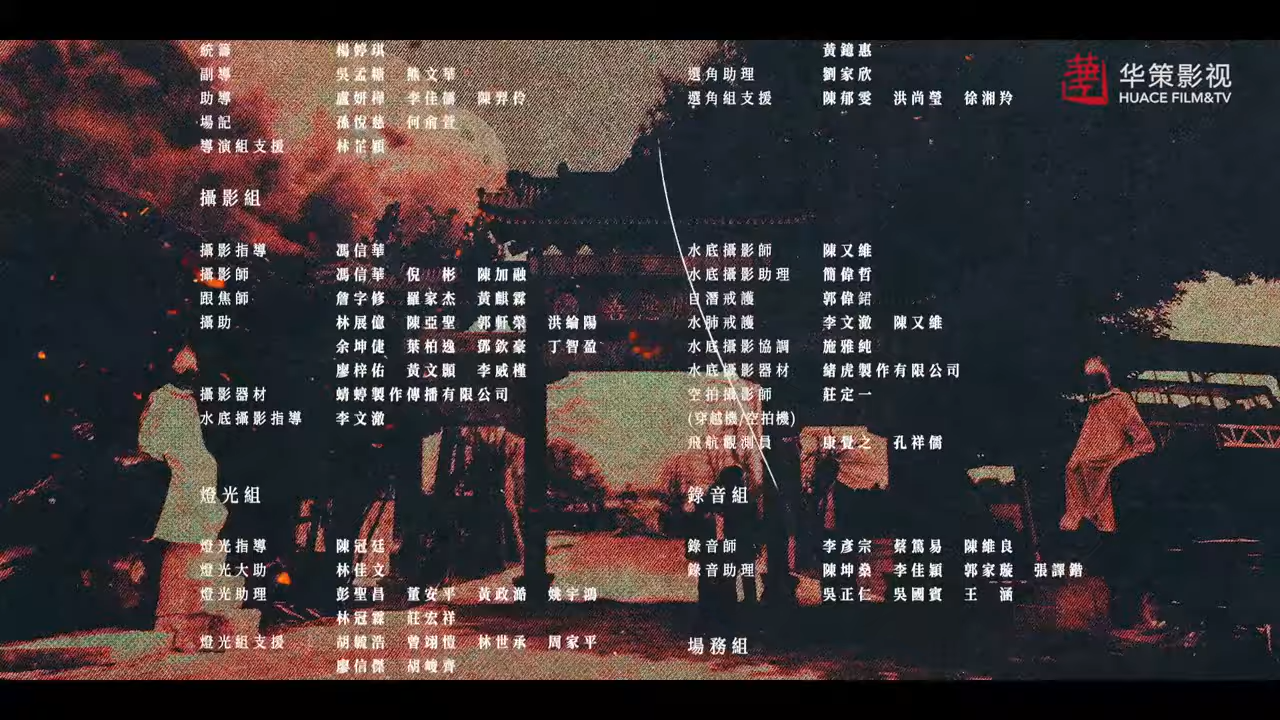 統籌 楊婷琪
副導 吳孟樵 熊文華
助導 盧妍樺 李佳儒 陳羿伶
場記 孫悅慈 何俞萱
導演組支援 林芷穎
黃鐿惠
選角助理 劉家欣
選角組支援 陳郁雯 洪尚瑩 徐湘羚
华策影视
HUACE FILM&TV
攝影組
攝影指導 馮信華
攝影師 馮信華 倪 彬 陳加融
跟焦師 詹字修 羅家杰 黃麒霖
攝助 林展億 陳亞聖 郭軒榮 洪綸陽
余坤倢 葉柏逸 鄧欽豪 丁智盈
廖梓佑 黃文顥 李威槿
攝影器材 蜻婷製作傳播有限公司
水底攝影指導 李文澈
水底攝影師 陳又維
水底攝影助理 簡偉哲
自潛戒護 郭偉鍩
水肺戒護 李文澈 陳又維
水底攝影協調 施雅純
水底攝影器材 緒虎製作有限公司
空拍攝影師 莊定一
(穿越機/空拍機)
飛航觀測員 康覺之 孔祥儒
燈光組
燈光指導 陳冠廷
燈光大助 林佳文
燈光助理 彭聖昌 董安平 黃政澔 姚宇鴻
林冠霖 莊宏祥
燈光組支援 胡毓浩 曾翊愷 林世承 周家平
廖信傑 胡峻齊
錄音組
錄音師 李彥宗 蔡篤易 陳維良
錄音助理 陳坤燊 李佳穎 郭家璇 張譯鍇
吳正仁 吳國賓 王 涵
場務組